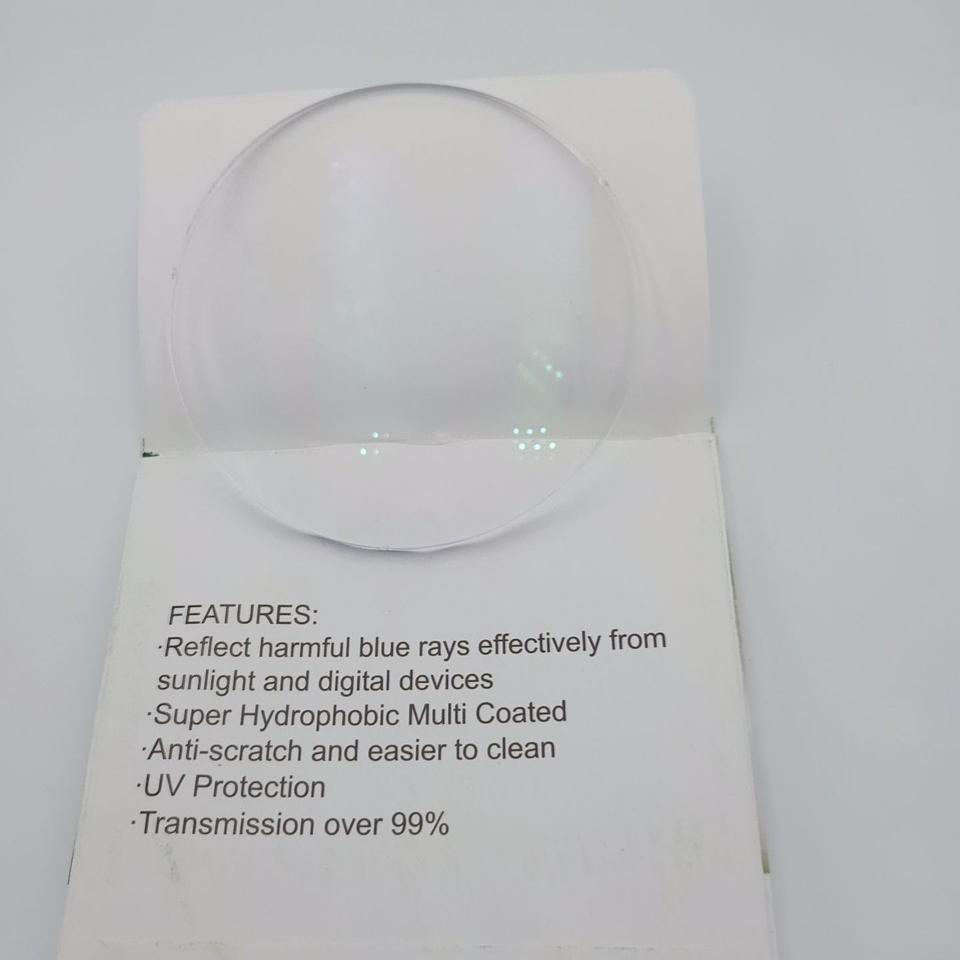 FEATURES:
·Reflect harmful blue rays effectively from
sunlight and digital devices
·Super Hydrophobic Multi Coated
·Anti-scratch and easier to clean
·UV Protection
·Transmission over 99%